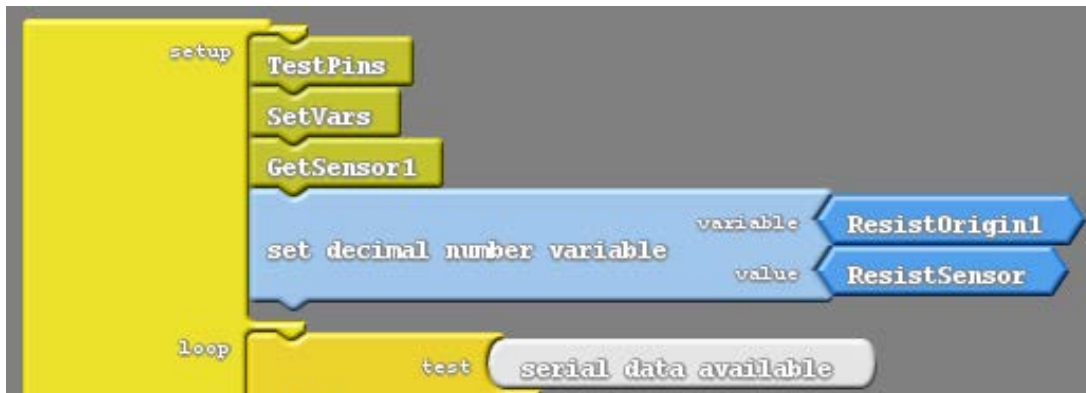 setup
TestPins
SetVars
GetSensor1
set decimal number variable
variable
ResistOrigin1
value
ResistSensor
loop
test
serial data available